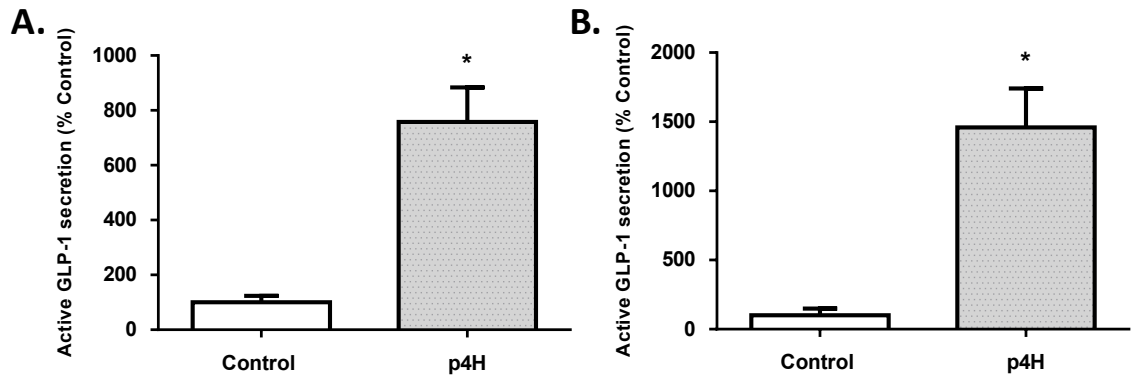 A.
Active GLP-1 secretion (% Control)
1000
800
600
400
200
0
*
Control
p4H
B.
Active GLP-1 secretion (% Control)
2000
1500
1000
500
0
*
Control
p4H